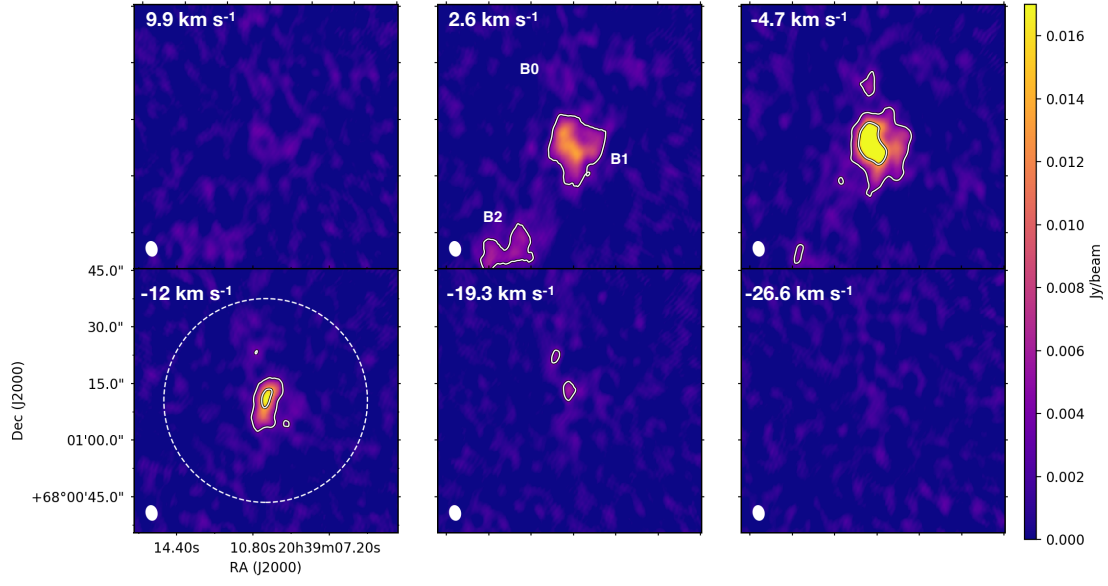 9.9 km s-1
2.6 km s-1
-4.7 km s-1
B0
B1
B2
-12 km s-1
-19.3 km s-1
-26.6 km s-1
45.0"
30.0"
15.0"
01'00.0"
+68°00'45.0"
Dec (J2000)
14.40s
10.80s
20h39m07.20s
RA (J2000)
0.016
0.014
0.012
0.010
0.008
0.006
0.004
0.002
0.000
Jy/beam